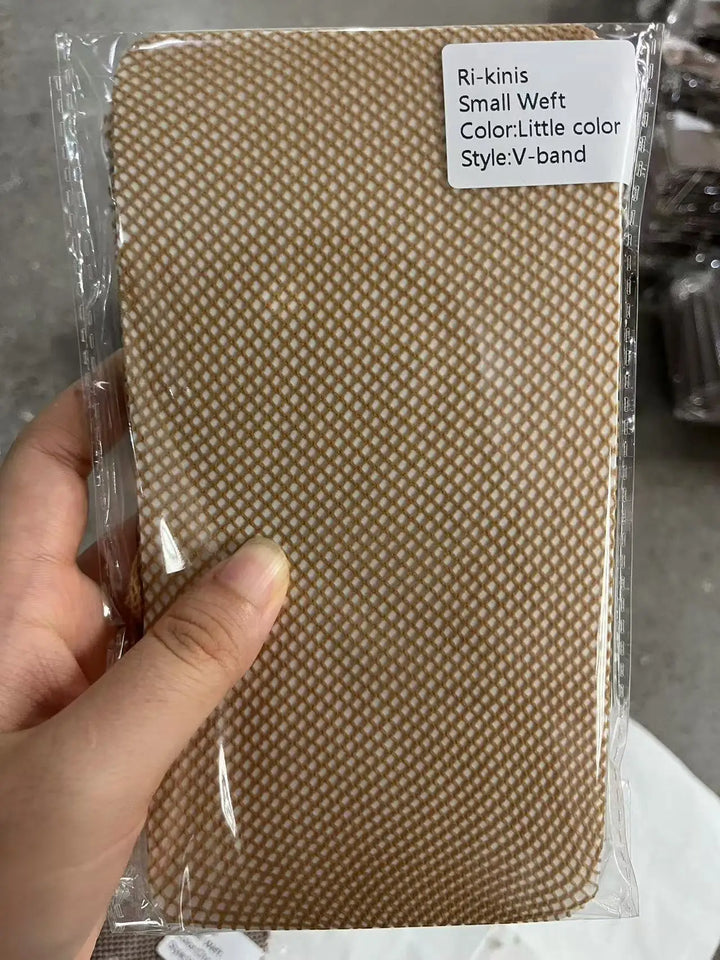 Ri-kinis
Small Weft
Color:Little color
Style:V-band